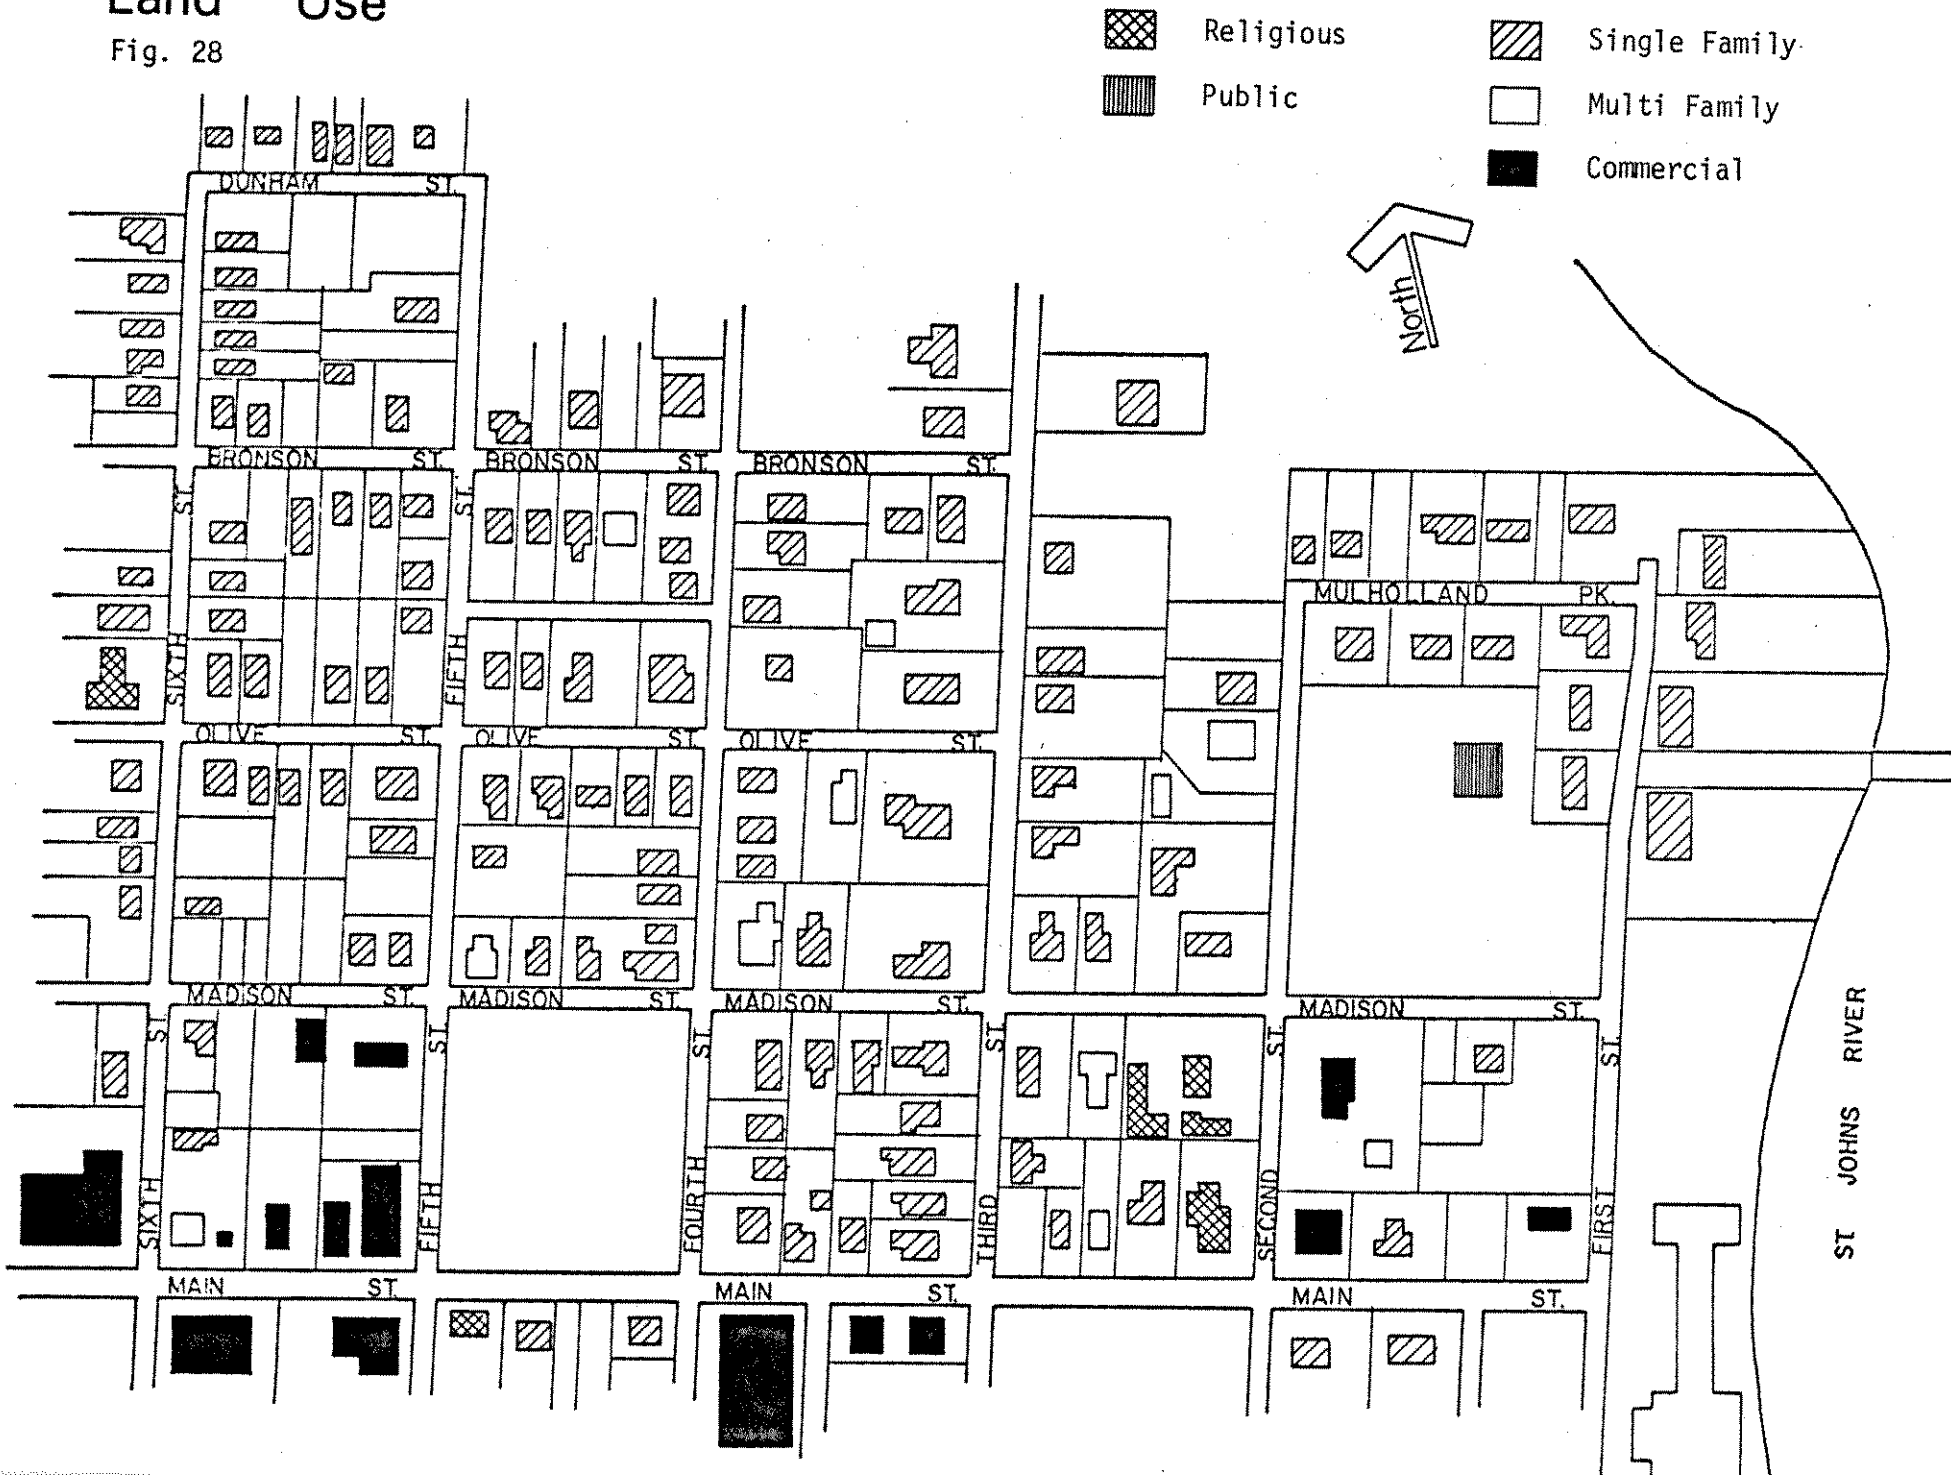 Land Use
Fig. 28
Religious
Single Family
Public
Multi Family
Commercial
North
DUNHAM ST.
BRONSON ST. BRONSON ST. BRONSON ST.
ST. ST.
MULHOLLAND PK.
SIXTH FIFTH
OLIVE ST. OLIVE ST. OLIVE ST.
MADISON ST. MADISON ST. MADISON ST. MADISON ST.
ST. ST. ST. ST. ST. ST.
ST JOHNS RIVER
SIXTH FIFTH FOURTH THIRD SECOND FIRST
MAIN ST. MAIN ST. MAIN ST.